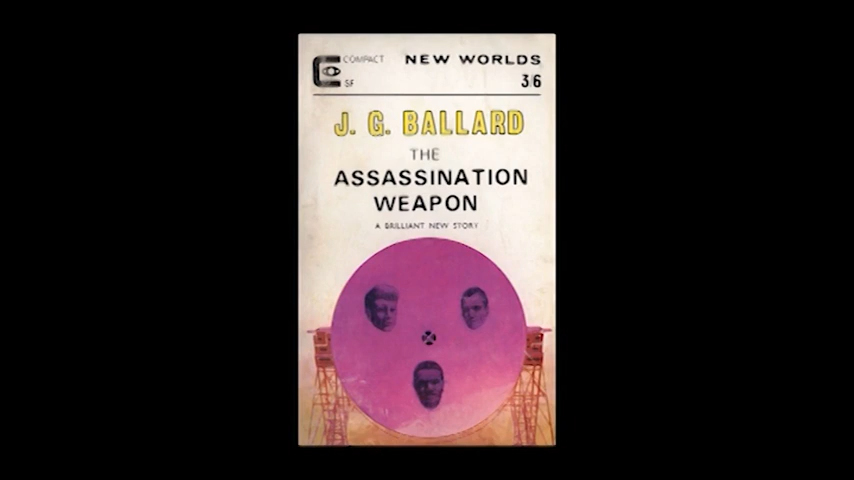 COMPACT
SF
NEW WORLDS
3/6
J. G. BALLARD
THE
ASSASSINATION
WEAPON
A BRILLIANT NEW STORY